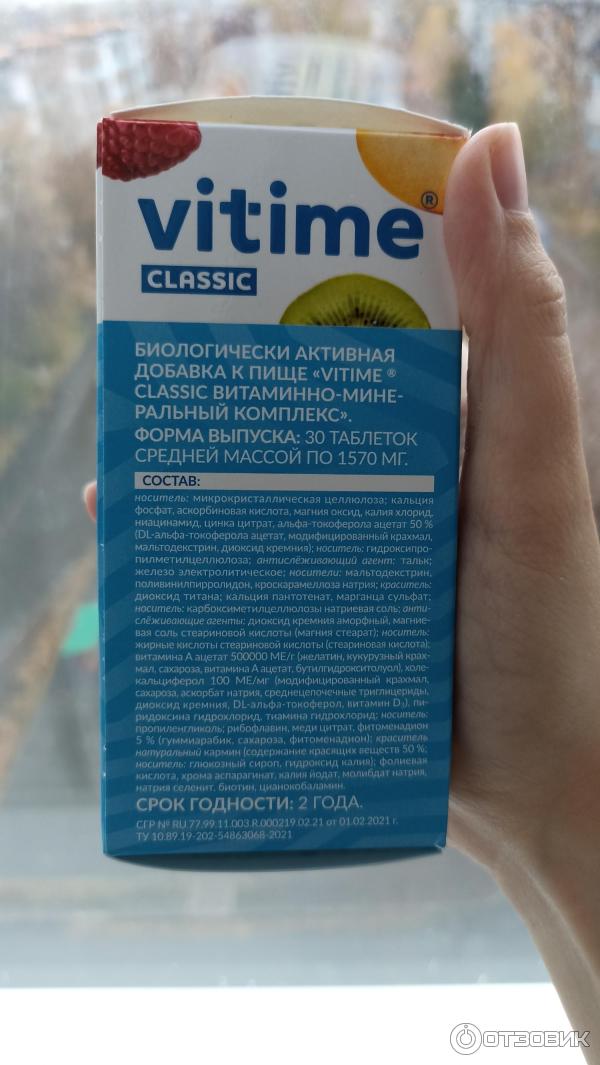 vitime®
CLASSIC
БИОЛОГИЧЕСКИ АКТИВНАЯ
ДОБАВКА К ПИЩЕ «VITIME ®
CLASSIC ВИТАМИННО-МИНЕ-
РАЛЬНЫЙ КОМПЛЕКС».
ФОРМА ВЫПУСКА: 30 ТАБЛЕТОК
СРЕДНЕЙ МАССОЙ ПО 1570 МГ.
СОСТАВ:
носитель: микрокристаллическая целлюлоза; кальция
фосфат, аскорбиновая кислота, магния оксид, калия хлорид,
ниацинамид, цинка цитрат, альфа-токоферола ацетат 50 %
(DL-альфа-токоферола ацетат, модифицированный крахмал,
мальтодекстрин, диоксид кремния); носитель: гидроксипро-
пилметилцеллюлоза; антислёживающий агент: тальк;
железо электролитическое; носители: мальтодекстрин,
поливинилпирролидон, кроскарамеллоза натрия; краситель:
диоксид титана; кальция пантотенат, марганца сульфат;
носитель: карбоксиметилцеллюлозы натриевая соль; анти-
слёживающие агенты: диоксид кремния аморфный, магние-
вая соль стеариновой кислоты (магния стеарат); носитель:
жирные кислоты стеариновой кислоты (стеариновая кислота);
витамина А ацетат 500000 МЕ/г (желатин, кукурузный крах-
мал, сахароза, витамина А ацетат, бутилгидрокситолуол), холе-
кальциферол 100 МЕ/мг (модифицированный крахмал,
сахароза, аскорбат натрия, среднецепочечные триглицериды,
диоксид кремния, DL-альфа-токоферол, витамин D₃), пи-
ридоксина гидрохлорид, тиамина гидрохлорид; носитель:
пропиленгликоль; рибофлавин, меди цитрат, фитоменадион
5 % (гуммиарабик, сахароза, фитоменадион); краситель
натуральный кармин (содержание красящих веществ 50 %;
носитель: глюкозный сироп, гидроксид калия); фолиевая
кислота, хрома аспарагинат, калия йодат, молибдат натрия,
натрия селенит, биотин, цианокобаламин.
СРОК ГОДНОСТИ: 2 ГОДА.
СГР № RU 77.99.11.003.R.000219.02.21 от 01.02.2021 г.
ТУ 10.89.19-202-54863068-2021
ОТЗОВИК